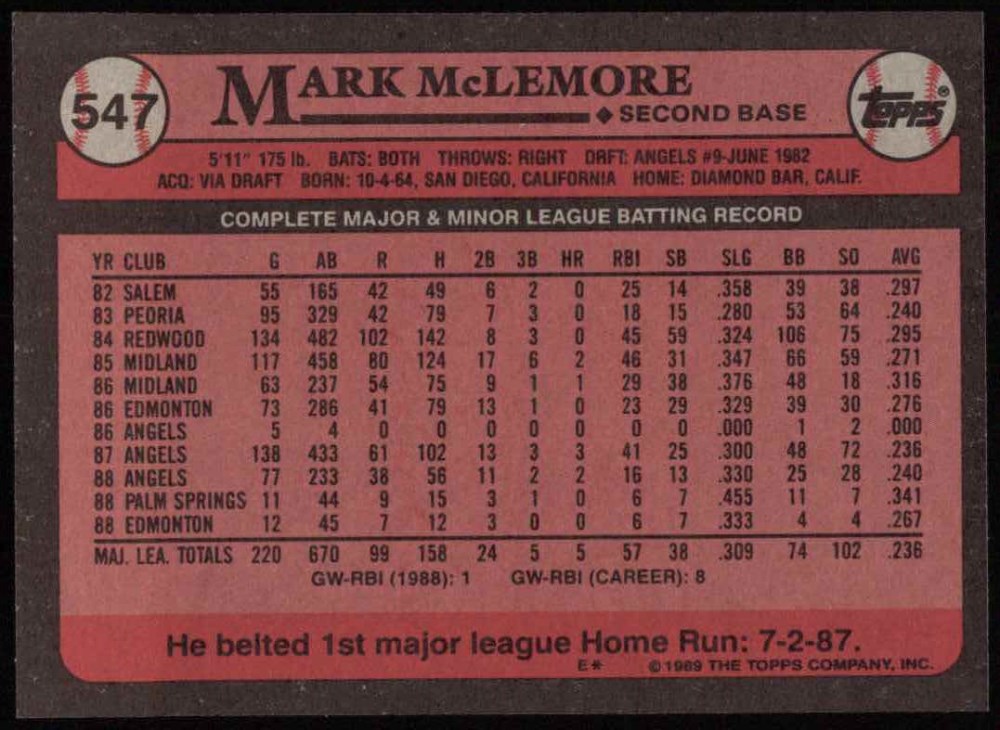 547
MARK McLEMORE
◆ SECOND BASE
TOPPS®
5'11" 175 lb. BATS: BOTH THROWS: RIGHT DRFT: ANGELS #9-JUNE 1982
ACQ: VIA DRAFT BORN: 10-4-64, SAN DIEGO, CALIFORNIA HOME: DIAMOND BAR, CALIF.
COMPLETE MAJOR & MINOR LEAGUE BATTING RECORD
YR CLUB G AB R H 2B 3B HR RBI SB SLG BB SO AVG
82 SALEM 55 165 42 49 6 2 0 25 14 .358 39 38 .297
83 PEORIA 95 329 42 79 7 3 0 18 15 .280 53 64 .240
84 REDWOOD 134 482 102 142 8 3 0 45 59 .324 106 75 .295
85 MIDLAND 117 458 80 124 17 6 2 46 31 .347 66 59 .271
86 MIDLAND 63 237 54 75 9 1 1 29 38 .376 48 18 .316
86 EDMONTON 73 286 41 79 13 1 0 23 29 .329 39 30 .276
86 ANGELS 5 4 0 0 0 0 0 0 0 .000 1 2 .000
87 ANGELS 138 433 61 102 13 3 3 41 25 .300 48 72 .236
88 ANGELS 77 233 38 56 11 2 2 16 13 .330 25 28 .240
88 PALM SPRINGS 11 44 9 15 3 1 0 6 7 .455 11 7 .341
88 EDMONTON 12 45 7 12 3 0 0 6 7 .333 4 4 .267
MAJ. LEA. TOTALS 220 670 99 158 24 5 5 57 38 .309 74 102 .236
GW-RBI (1988): 1 GW-RBI (CAREER): 8
He belted 1st major league Home Run: 7-2-87.
E* ©1989 THE TOPPS COMPANY, INC.